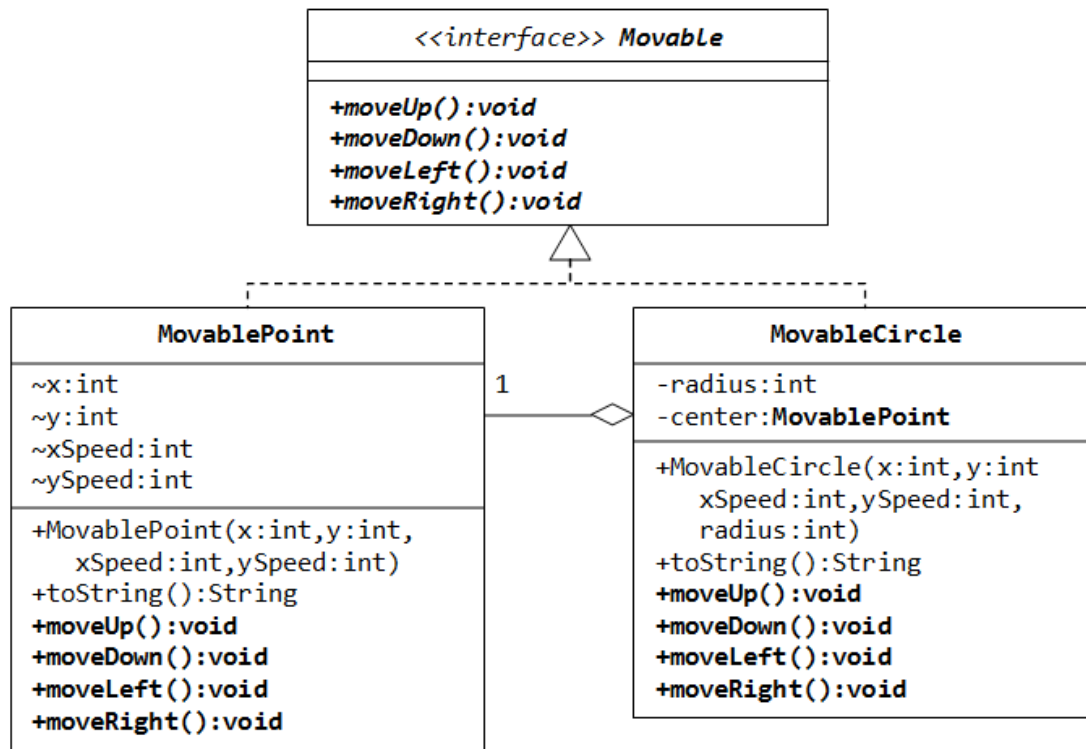 <<interface>> Movable
+moveUp():void
+moveDown():void
+moveLeft():void
+moveRight():void
MovablePoint
~x:int
~y:int
~xSpeed:int
~ySpeed:int
+MovablePoint(x:int,y:int,
xSpeed:int,ySpeed:int)
+toString():String
+moveUp():void
+moveDown():void
+moveLeft():void
+moveRight():void
1
MovableCircle
-radius:int
-center:MovablePoint
+MovableCircle(x:int,y:int
xSpeed:int,ySpeed:int,
radius:int)
+toString():String
+moveUp():void
+moveDown():void
+moveLeft():void
+moveRight():void